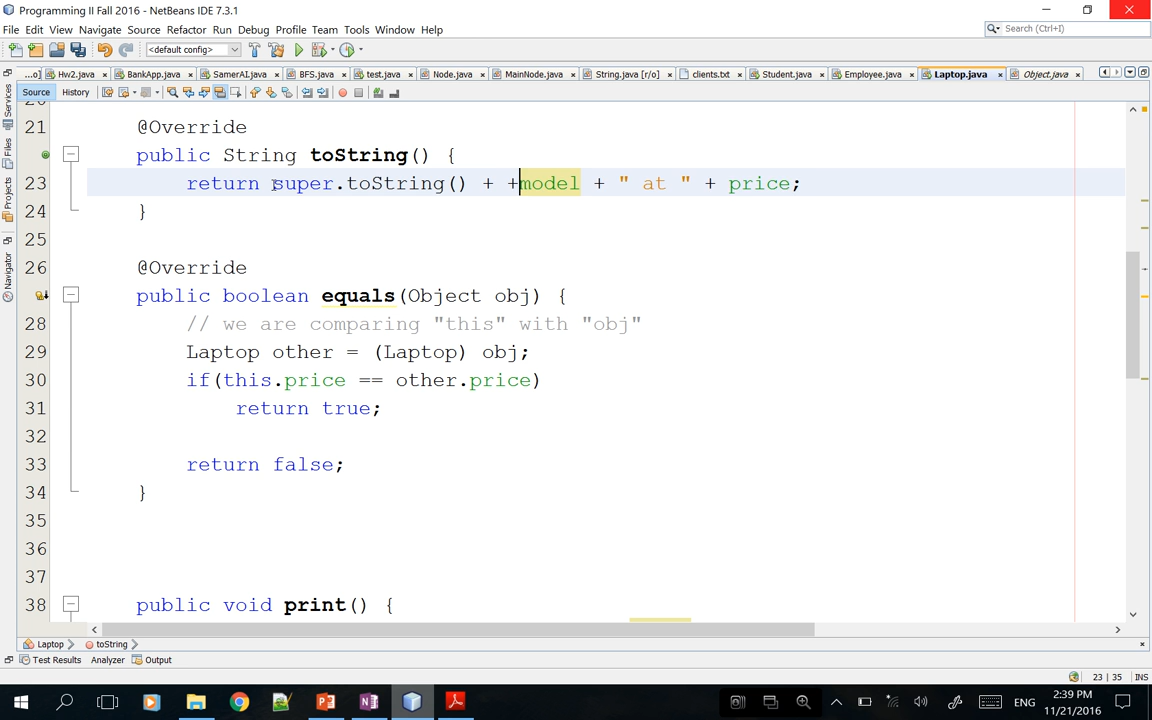 Programming II Fall 2016 - NetBeans IDE 7.3.1
File Edit View Navigate Source Refactor Run Debug Profile Team Tools Window Help
Search (Ctrl+I)
<default config>
...o] Hw2.java BankApp.java SamerAI.java BFS.java test.java Node.java MainNode.java String.java [r/o] clients.txt Student.java Employee.java Laptop.java Object.java
Source History
Services
Files
Projects
Navigator
21 @Override
public String toString() {
23 return super.toString() + +model + " at " + price;
24 }
25
26 @Override
public boolean equals(Object obj) {
28 // we are comparing "this" with "obj"
29 Laptop other = (Laptop) obj;
30 if(this.price == other.price)
31 return true;
32
33 return false;
34 }
35
36
37
38 public void print() {
Laptop toString
Test Results Analyzer Output
23 | 35 INS
ENG
2:39 PM
11/21/2016